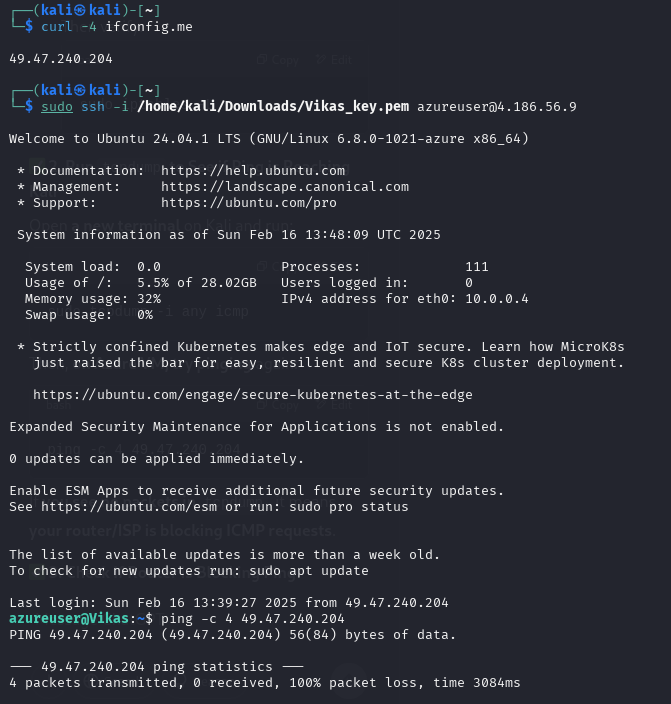 ┌──(kali㉿kali)-[~]
└─$ curl -4 ifconfig.me
49.47.240.204
┌──(kali㉿kali)-[~]
└─$ sudo ssh -i /home/kali/Downloads/Vikas_key.pem azureuser@4.186.56.9
Welcome to Ubuntu 24.04.1 LTS (GNU/Linux 6.8.0-1021-azure x86_64)
* Documentation:  https://help.ubuntu.com
* Management:     https://landscape.canonical.com
* Support:        https://ubuntu.com/pro
System information as of Sun Feb 16 13:48:09 UTC 2025
System load:  0.0               Processes:             111
Usage of /:   5.5% of 28.02GB   Users logged in:       0
Memory usage: 32%               IPv4 address for eth0: 10.0.0.4
Swap usage:   0%
* Strictly confined Kubernetes makes edge and IoT secure. Learn how MicroK8s
just raised the bar for easy, resilient and secure K8s cluster deployment.
https://ubuntu.com/engage/secure-kubernetes-at-the-edge
Expanded Security Maintenance for Applications is not enabled.
0 updates can be applied immediately.
Enable ESM Apps to receive additional future security updates.
See https://ubuntu.com/esm or run: sudo pro status
your router/ISP is blocking ICMP requests.
The list of available updates is more than a week old.
To check for new updates run: sudo apt update
Last login: Sun Feb 16 13:39:27 2025 from 49.47.240.204
azureuser@Vikas:~$ ping -c 4 49.47.240.204
PING 49.47.240.204 (49.47.240.204) 56(84) bytes of data.
--- 49.47.240.204 ping statistics ---
4 packets transmitted, 0 received, 100% packet loss, time 3084ms